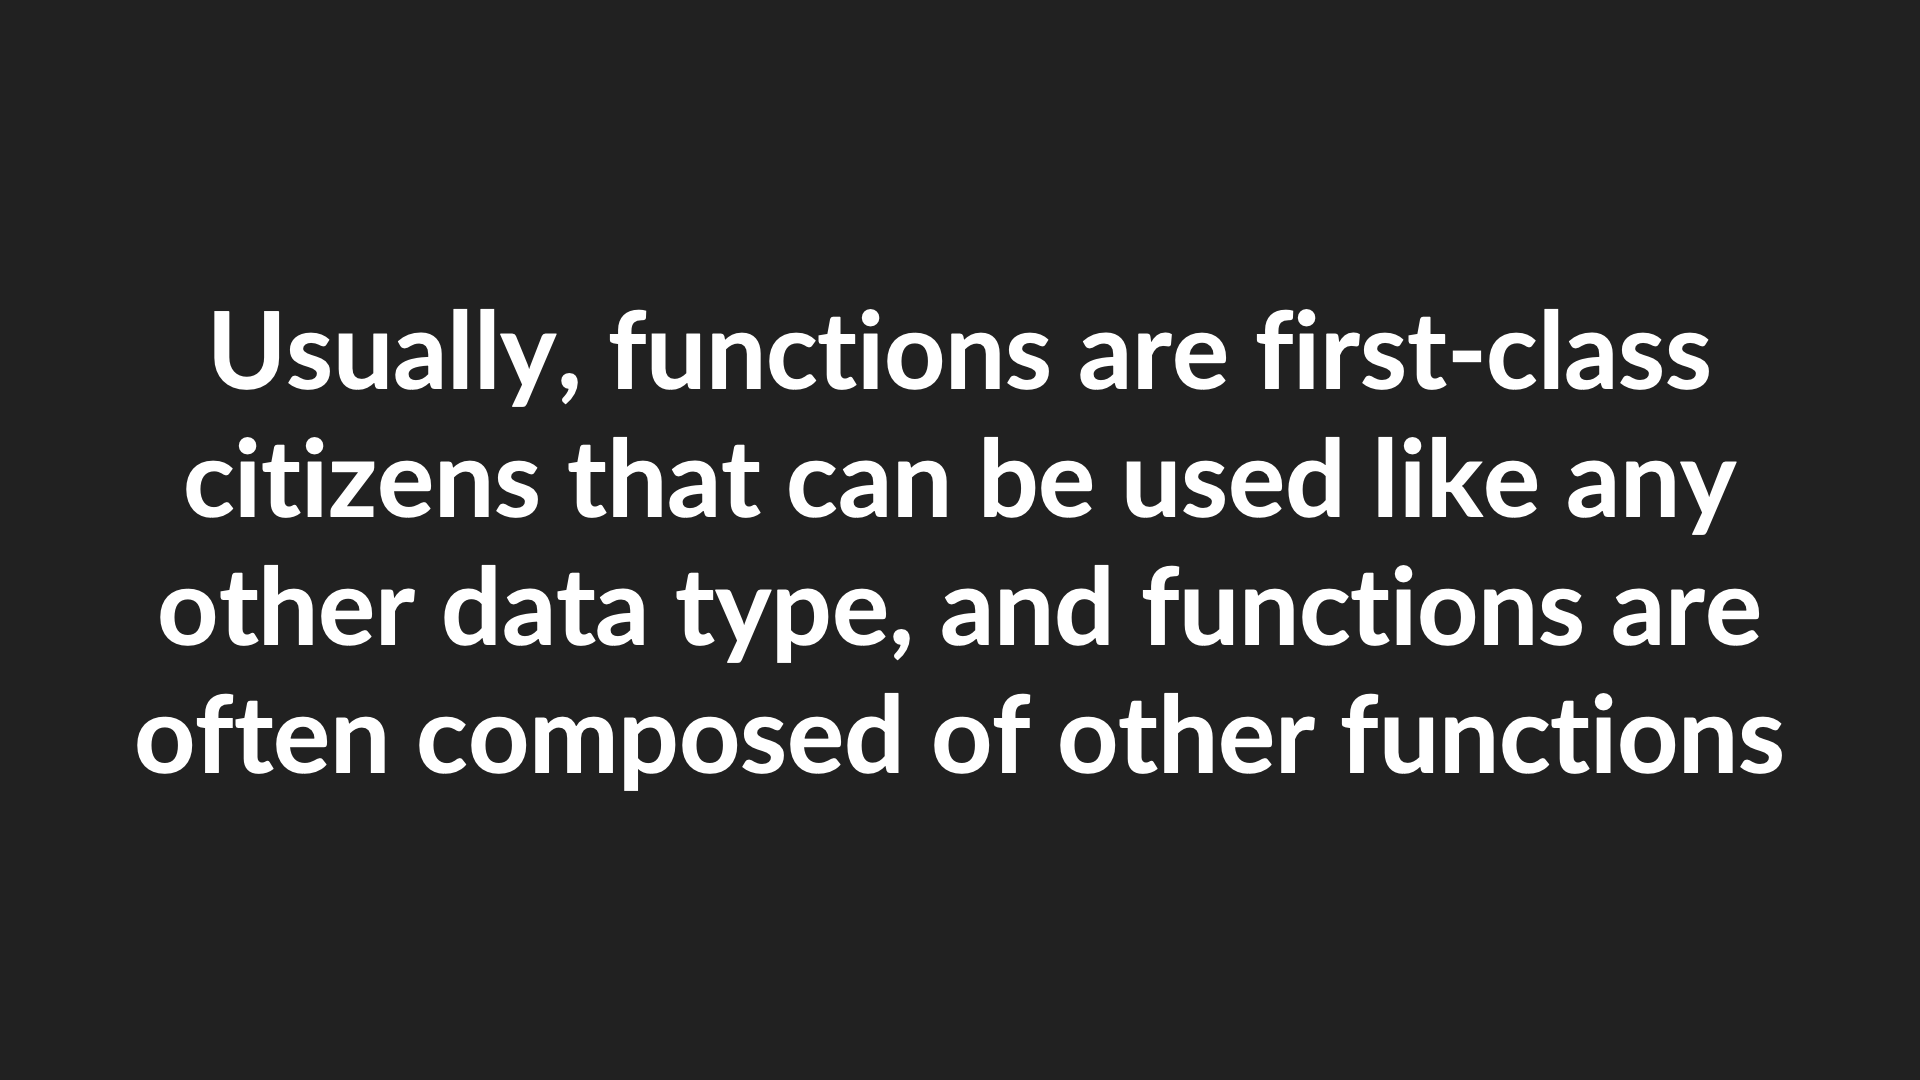 Usually, functions are first-class
citizens that can be used like any
other data type, and functions are
often composed of other functions